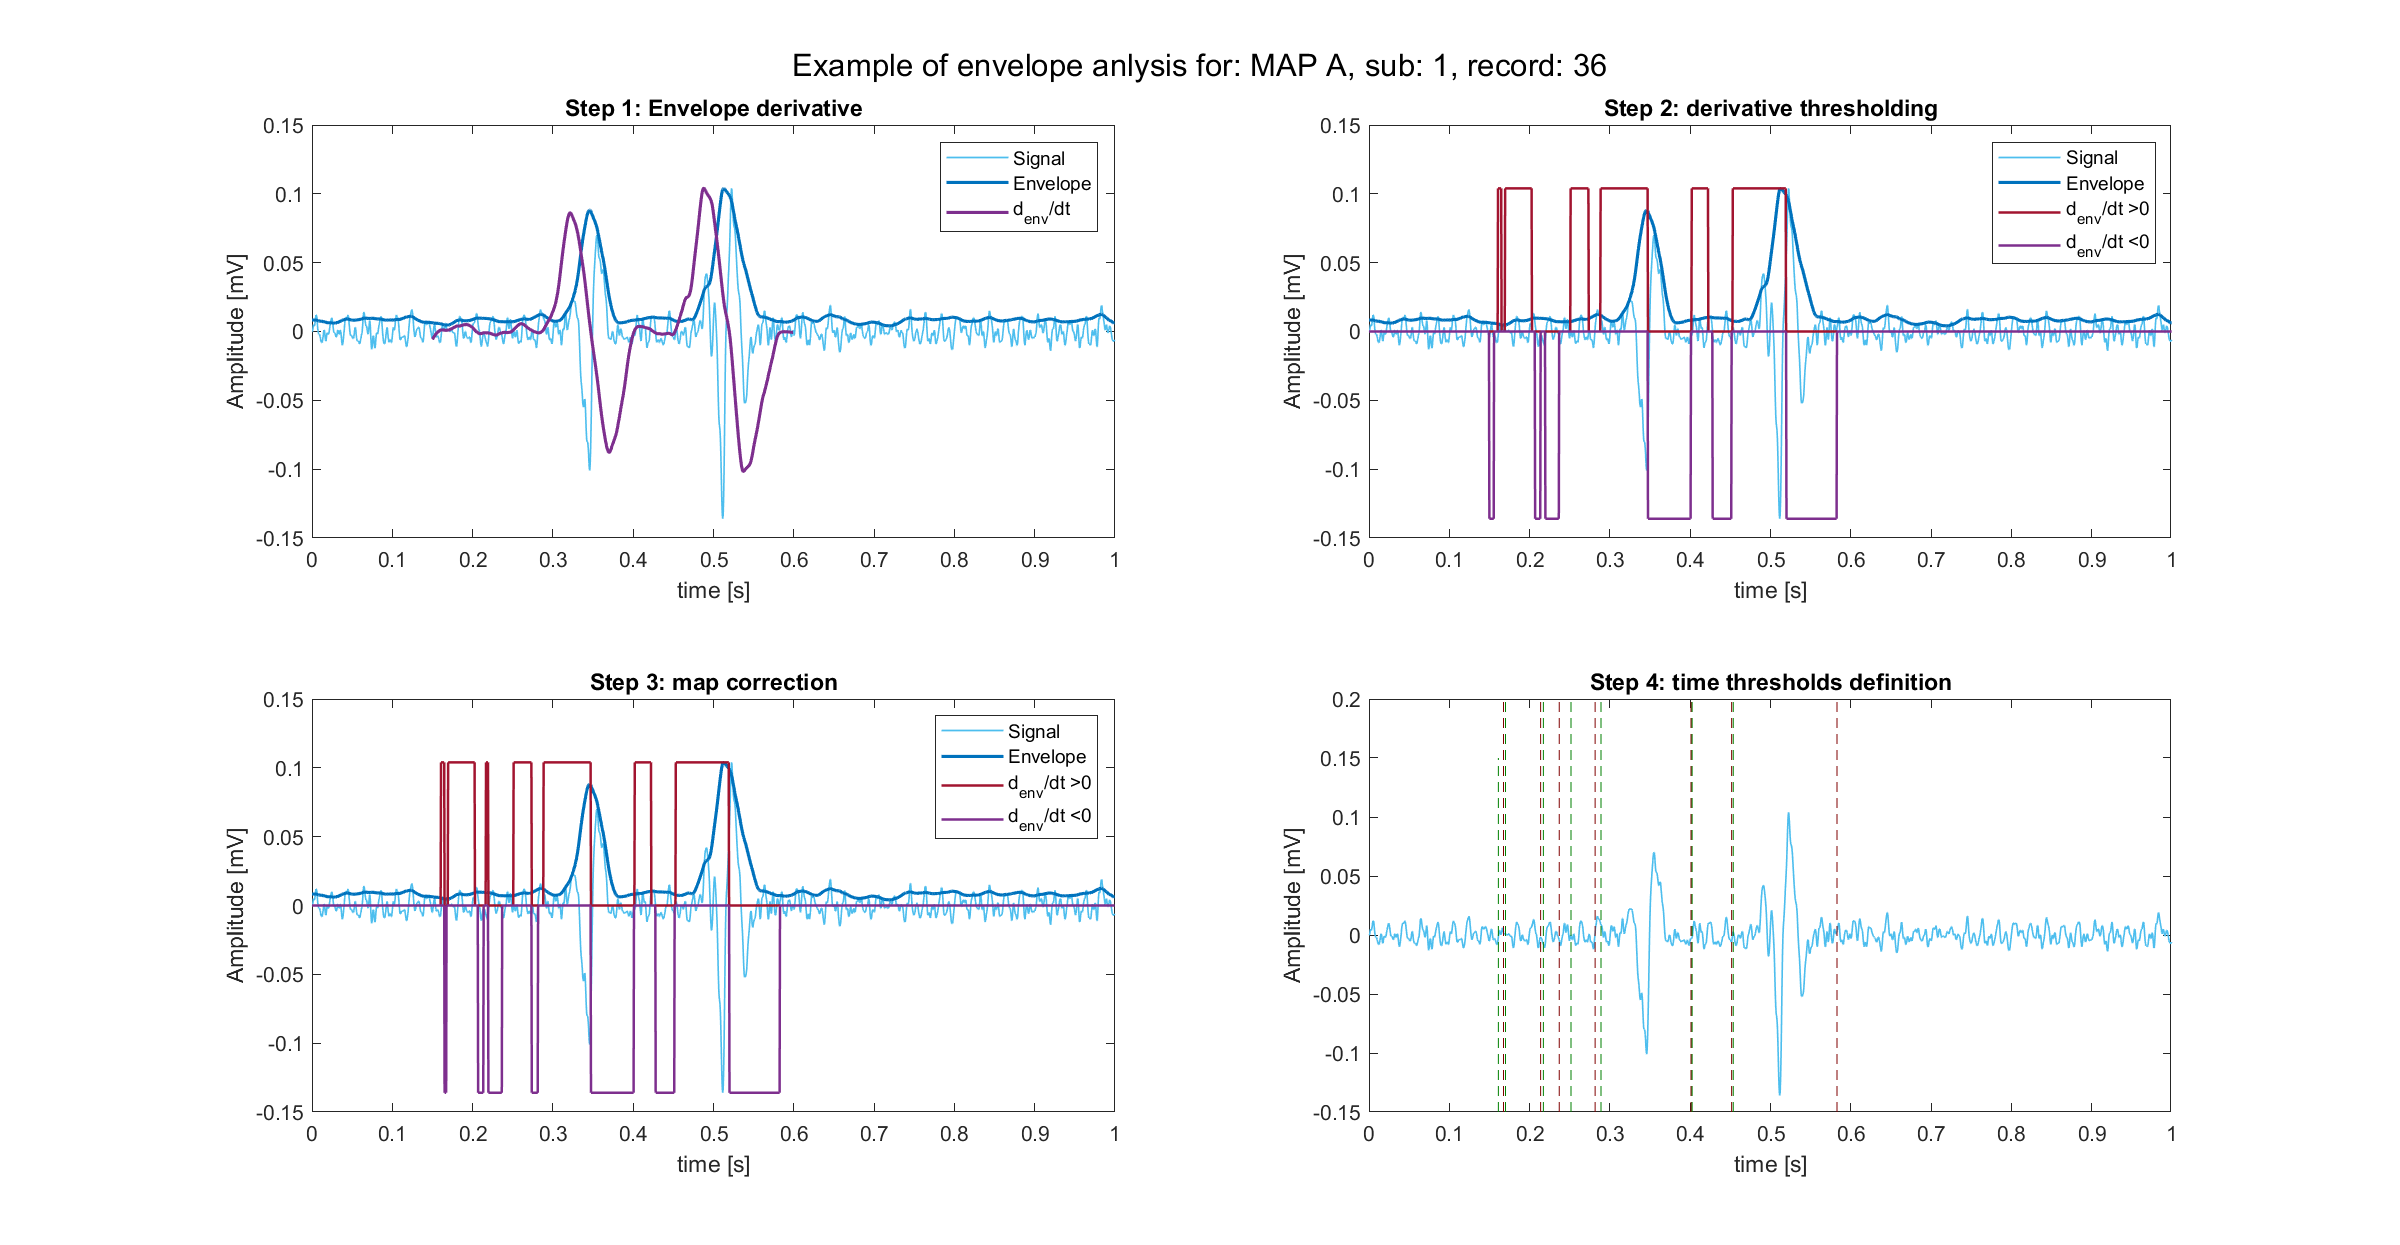 Example of envelope anlysis for: MAP A, sub: 1, record: 36
Step 1: Envelope derivative
0.15
0.1
0.05
0
-0.05
-0.1
-0.15
Amplitude [mV]
0 0.1 0.2 0.3 0.4 0.5 0.6 0.7 0.8 0.9 1
time [s]
Signal
Envelope
d_env/dt
Step 2: derivative thresholding
0.15
0.1
0.05
0
-0.05
-0.1
-0.15
Amplitude [mV]
0 0.1 0.2 0.3 0.4 0.5 0.6 0.7 0.8 0.9 1
time [s]
Signal
Envelope
d_env/dt >0
d_env/dt <0
Step 3: map correction
0.15
0.1
0.05
0
-0.05
-0.1
-0.15
Amplitude [mV]
0 0.1 0.2 0.3 0.4 0.5 0.6 0.7 0.8 0.9 1
time [s]
Signal
Envelope
d_env/dt >0
d_env/dt <0
Step 4: time thresholds definition
0.2
0.15
0.1
0.05
0
-0.05
-0.1
-0.15
Amplitude [mV]
0 0.1 0.2 0.3 0.4 0.5 0.6 0.7 0.8 0.9 1
time [s]